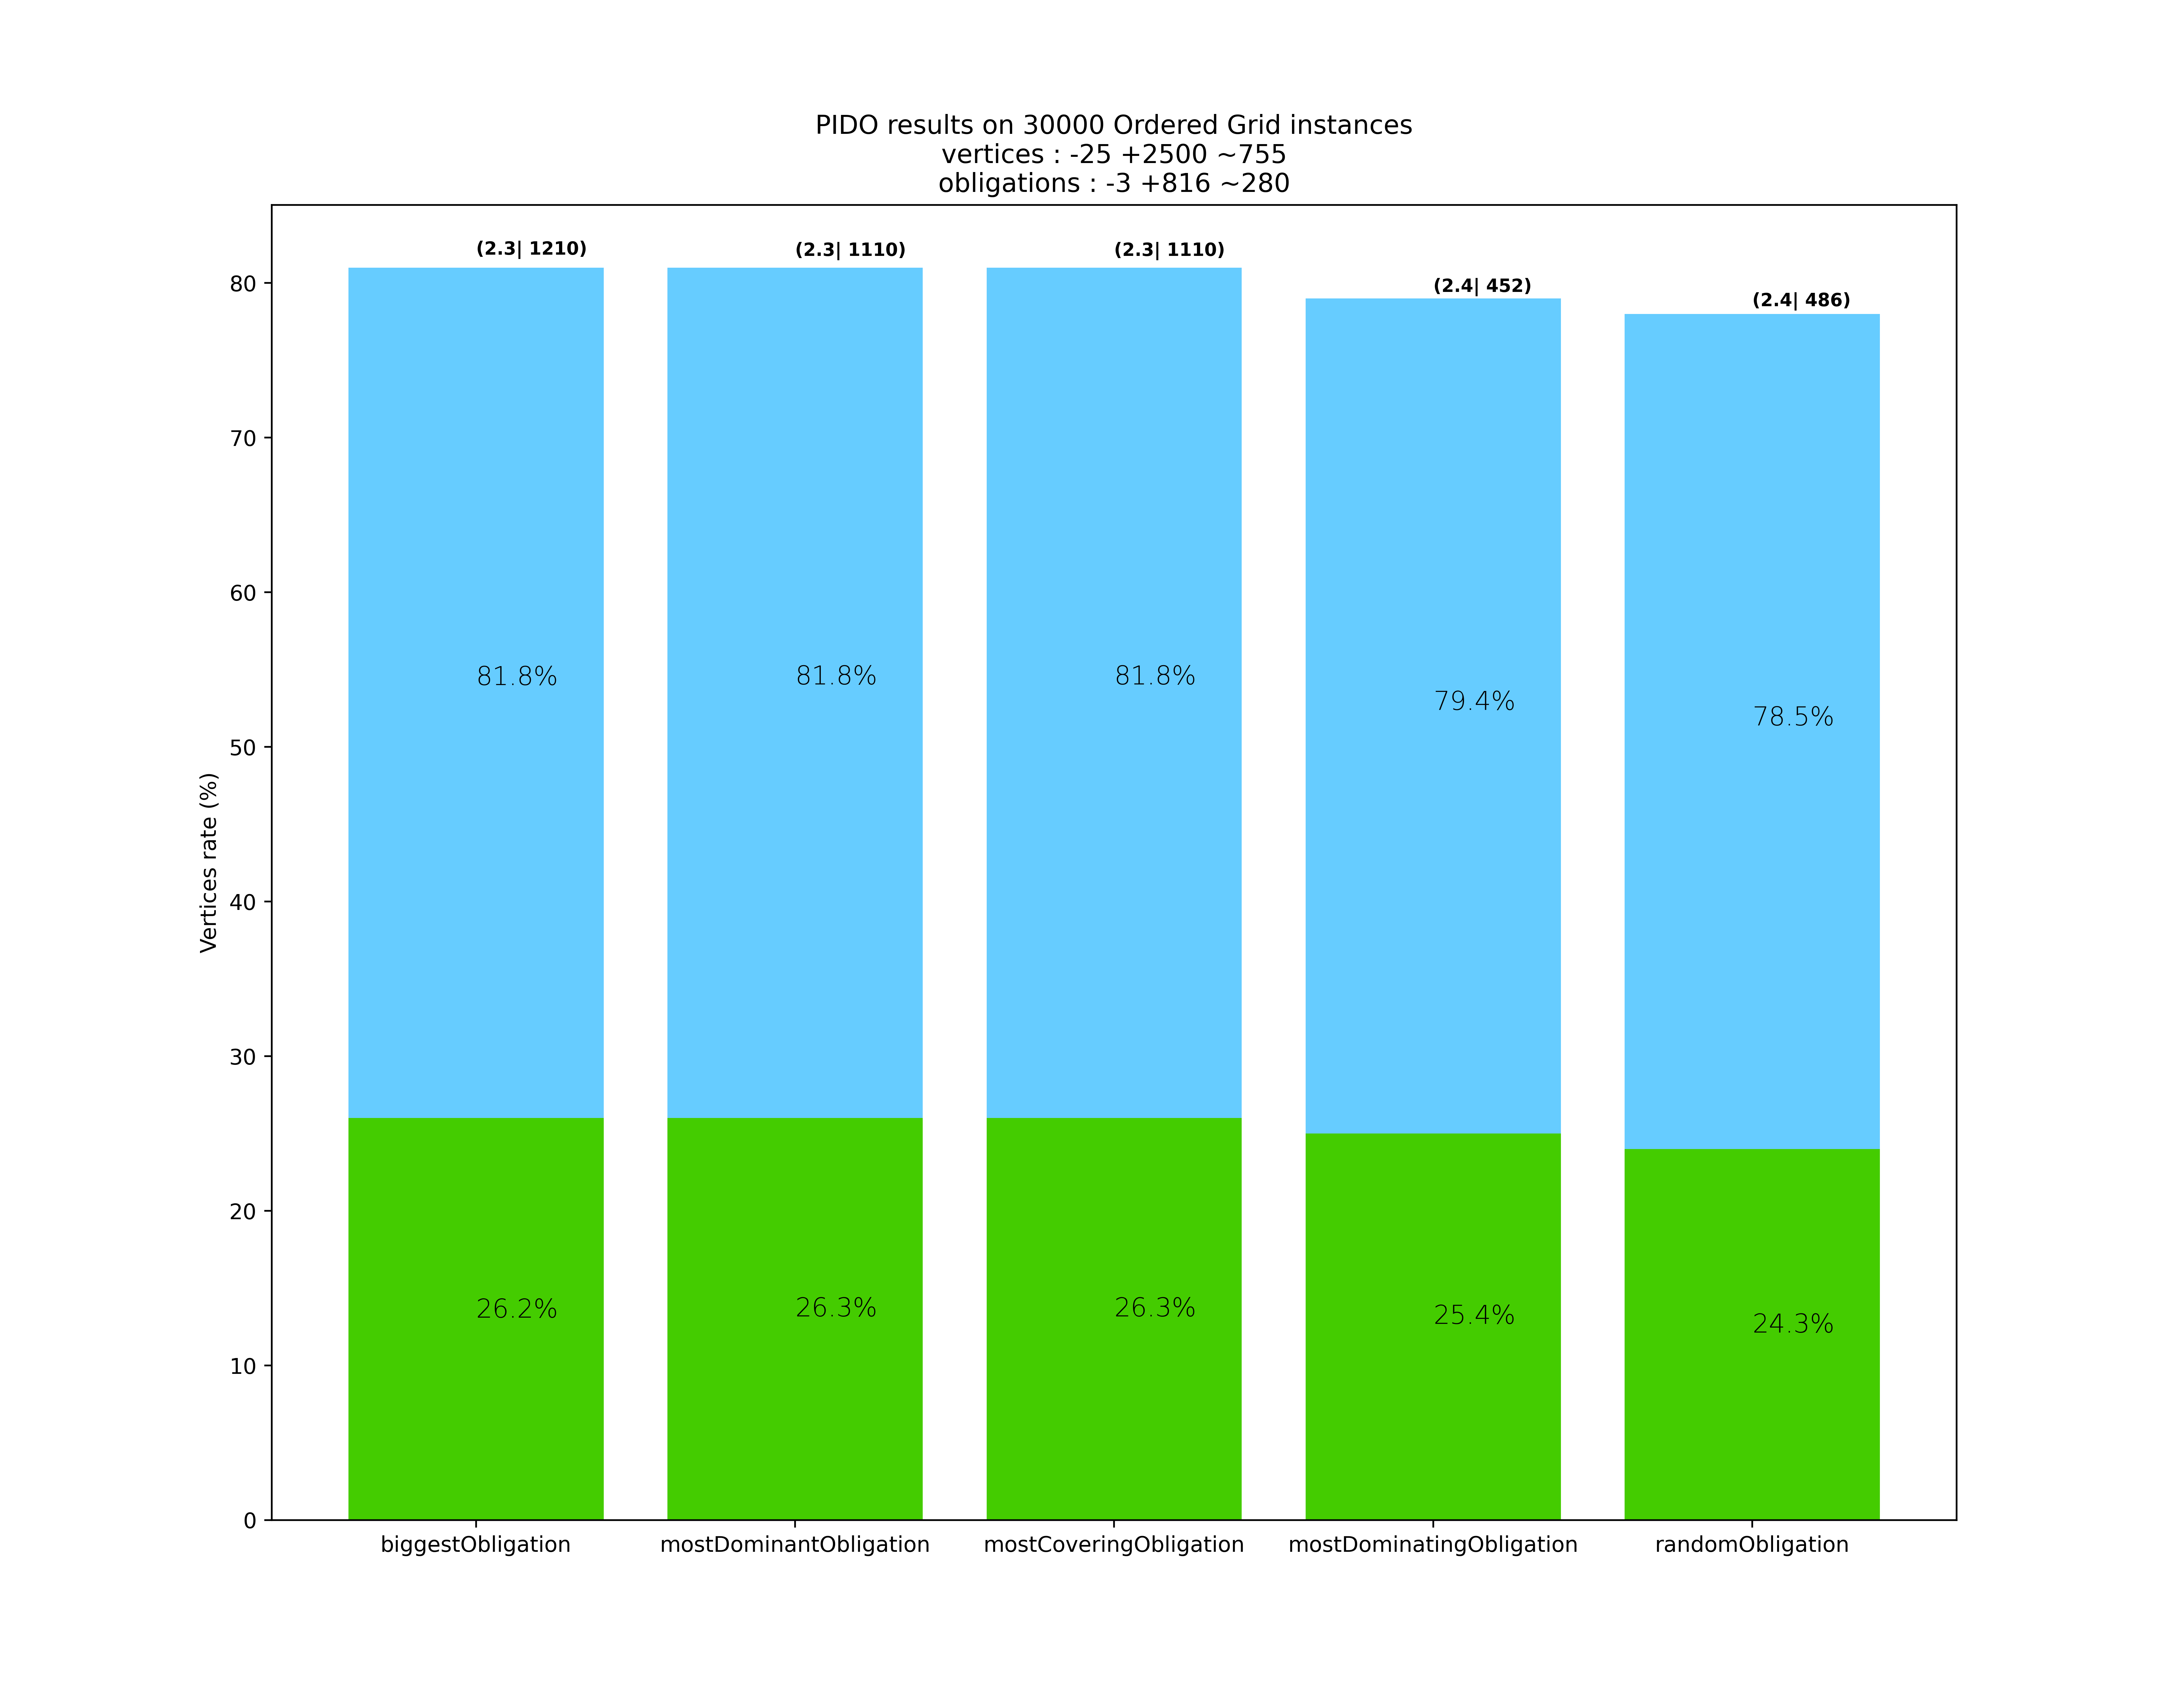 PIDO results on 30000 Ordered Grid instances
vertices : -25 +2500 ~755
obligations : -3 +816 ~280
(2.3| 1210)
(2.3| 1110)
(2.3| 1110)
(2.4| 452)
(2.4| 486)
80
70
60
50
40
30
20
10
0
Vertices rate (%)
81.8%
81.8%
81.8%
79.4%
78.5%
26.2%
26.3%
26.3%
25.4%
24.3%
biggestObligation
mostDominantObligation
mostCoveringObligation
mostDominatingObligation
randomObligation